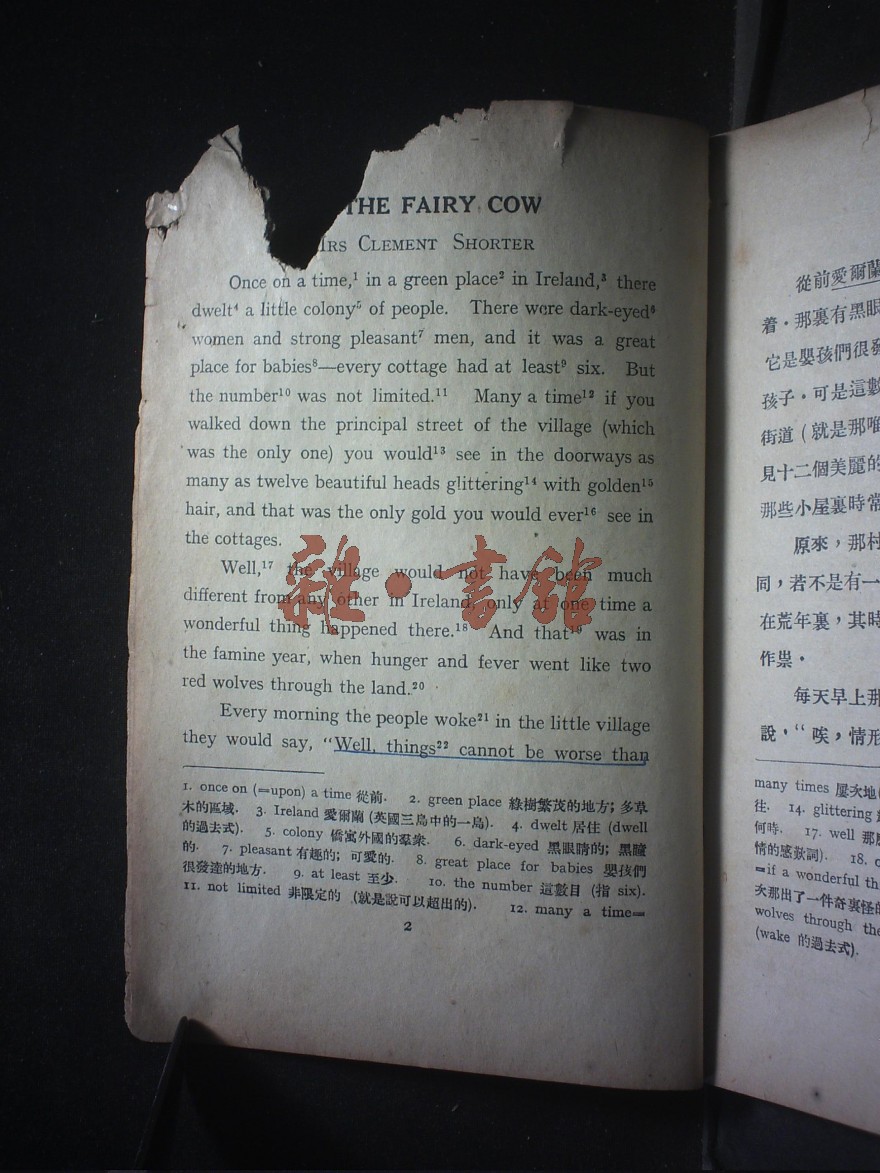 THE FAIRY COW
RS CLEMENT SHORTER
Once on a time,¹ in a green place² in Ireland,³ there
dwelt⁴ a little colony⁵ of people. There were dark-eyed⁶
women and strong pleasant⁷ men, and it was a great
place for babies⁸—every cottage had at least⁹ six. But
the number¹⁰ was not limited.¹¹ Many a time¹² if you
walked down the principal street of the village (which
was the only one) you would¹³ see in the doorways as
many as twelve beautiful heads glittering¹⁴ with golden¹⁵
hair, and that was the only gold you would ever¹⁶ see in
the cottages.
Well,¹⁷ the village would not have been much
different from any other in Ireland, only at one time a
wonderful thing happened there.¹⁸ And that¹⁹ was in
the famine year, when hunger and fever went like two
red wolves through the land.²⁰
Every morning the people woke²¹ in the little village
they would say, "Well, things²² cannot be worse than
1. once on (=upon) a time 從前. 2. green place 綠樹繁茂的地方; 多草
木的區域. 3. Ireland 愛爾蘭 (英國三島中的一島). 4. dwelt 居住 (dwell
的過去式). 5. colony 僑寓外國的羣衆. 6. dark-eyed 黑眼睛的; 黑瞳
的. 7. pleasant 有趣的; 可愛的. 8. great place for babies 嬰孩們
很發達的地方. 9. at least 至少. 10. the number 這數目 (指 six).
11. not limited 非限定的 (就是說可以超出的). 12. many a time=
2
雜·書館
從前愛爾蘭
着．那裏有黑眼
它是嬰孩們很發
孩子．可是這數
街道（就是那唯
見十二個美麗的
那些小屋裏時常
原來，那村
同，若不是有一
在荒年裏，其時
作祟．
每天早上那
說，“唉，情形
many times 屢次地(
往. 14. glittering
何時. 17. well 那
情的感歎詞). 18. o
=if a wonderful th
次那出了一件奇裏怪的
wolves through the
(wake 的過去式).